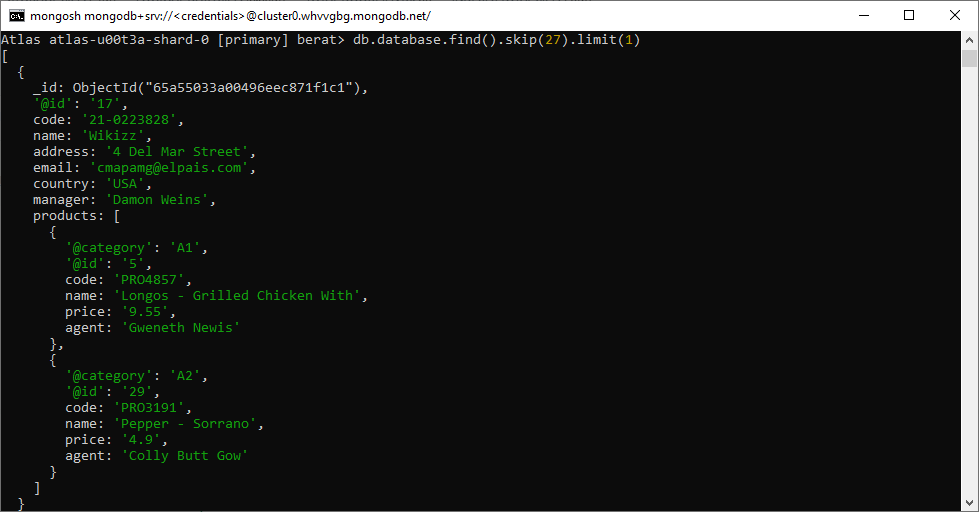 mongosh mongodb+srv://<credentials>@cluster0.whvvgbg.mongodb.net/
Atlas atlas-u00t3a-shard-0 [primary] berat> db.database.find().skip(27).limit(1)
[
  {
    _id: ObjectId("65a55033a00496eec871f1c1"),
    '@id': '17',
    code: '21-0223828',
    name: 'Wikizz',
    address: '4 Del Mar Street',
    email: 'cmapamg@elpais.com',
    country: 'USA',
    manager: 'Damon Weins',
    products: [
      {
        '@category': 'A1',
        '@id': '5',
        code: 'PRO4857',
        name: 'Longos - Grilled Chicken With',
        price: '9.55',
        agent: 'Gweneth Newis'
      },
      {
        '@category': 'A2',
        '@id': '29',
        code: 'PRO3191',
        name: 'Pepper - Sorrano',
        price: '4.9',
        agent: 'Colly Butt Gow'
      }
    ]
  }